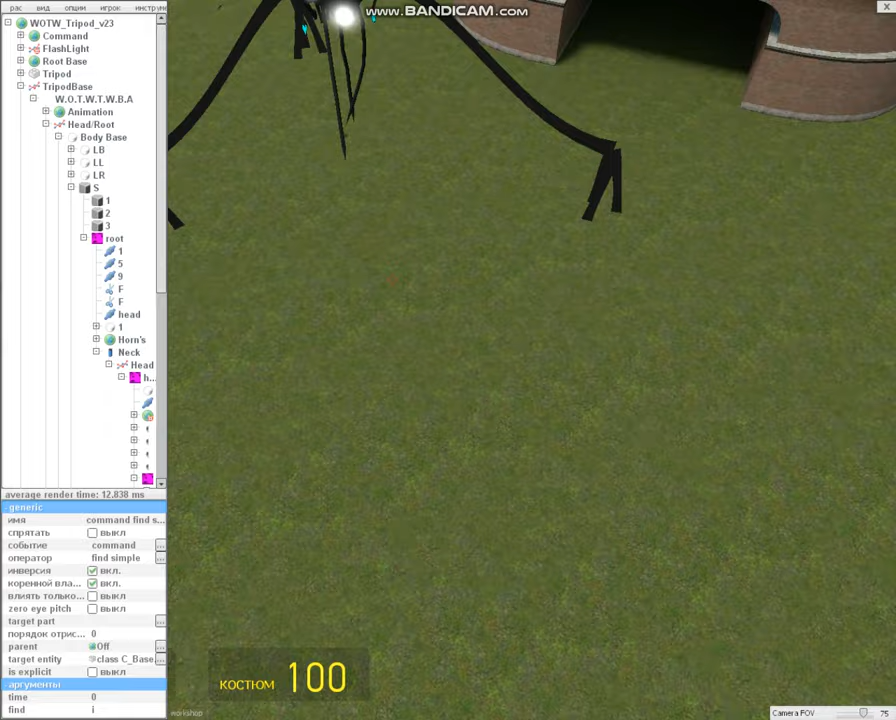 рас вид опции игрок
www.BANDICAM.com
WOTW_Tripod_v23
Command
FlashLight
Root Base
Tripod
TripodBase
W.O.T.W.T.W.B.A
Animation
Head/Root
Body Base
LB
LL
LR
S
1
2
3
root
1
5
9
F
F
head
1
Horn's
Neck
Head
h...
average render time: 12.838 ms
generic
имя command find s...
спрятать выкл
событие command ...
оператор find simple ...
инверсия вкл.
коренной вла... вкл.
влиять только... выкл
zero eye pitch выкл
target part ...
порядок отрис... 0
parent Off ...
target entity class C_Base... ...
is explicit выкл
аргументы
time 0
find i
КОСТЮМ 100
workshop
Camera FOV 75